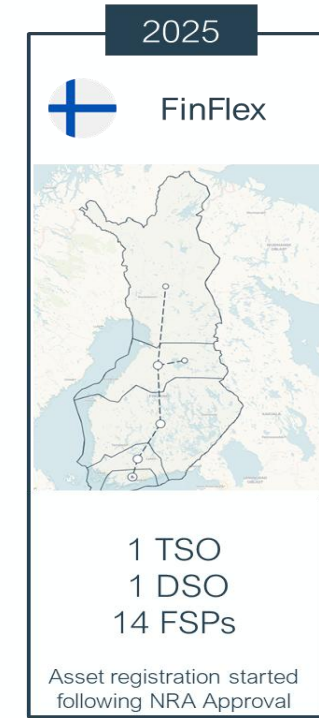 2025
FinFlex
1 TSO
1 DSO
14 FSPs
Asset registration started
following NRA Approval